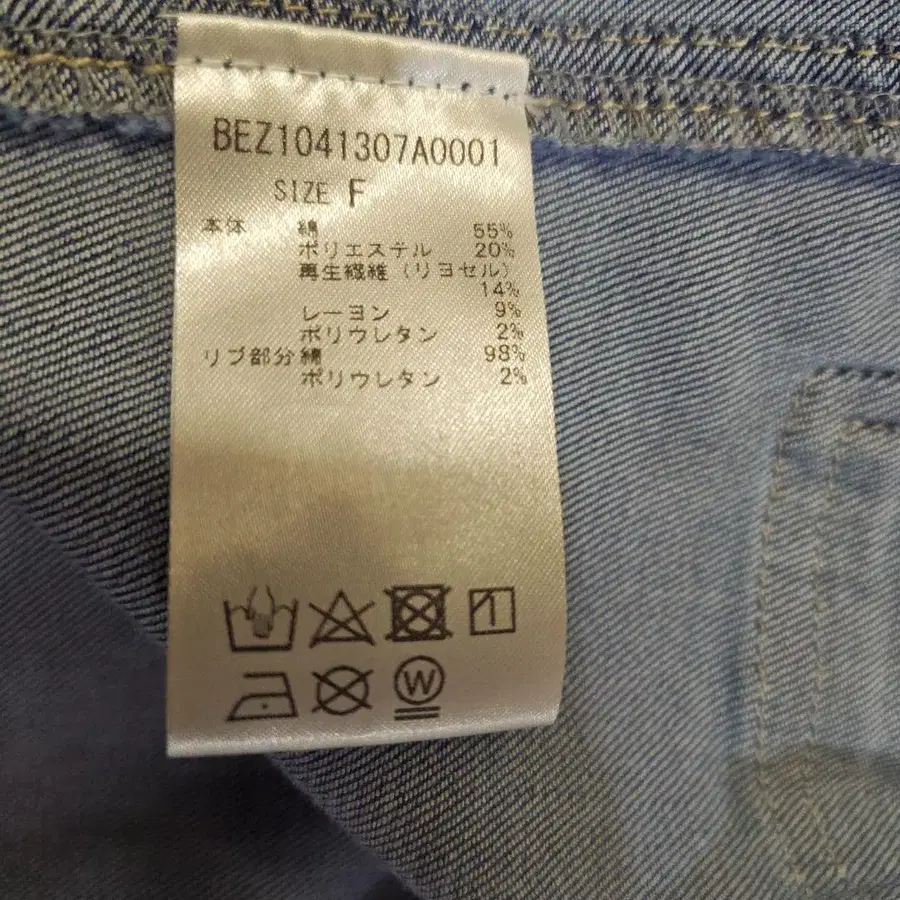 BEZ1041307A0001
SIZE F
本体 綿 55%
ポリエステル 20%
再生繊維(リヨセル)
14%
レーヨン 9%
ポリウレタン 2%
リブ部分 綿 98%
ポリウレタン 2%
W